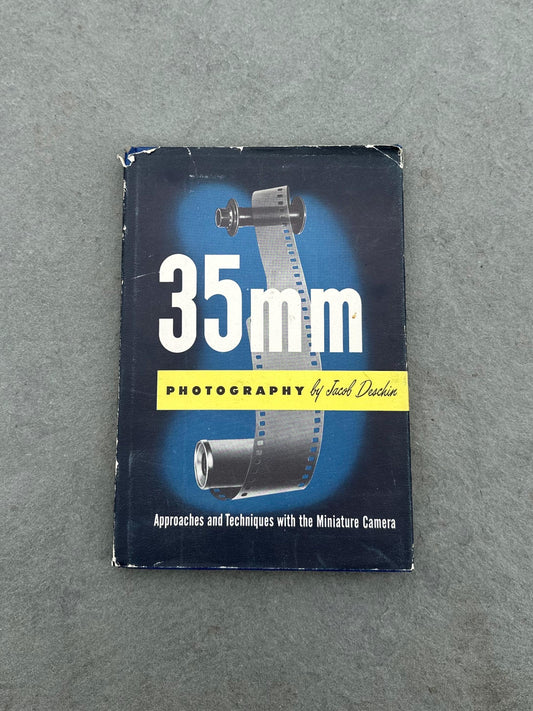 35mm
PHOTOGRAPHY by Jacob Deschin
Approaches and Techniques with the Miniature Camera